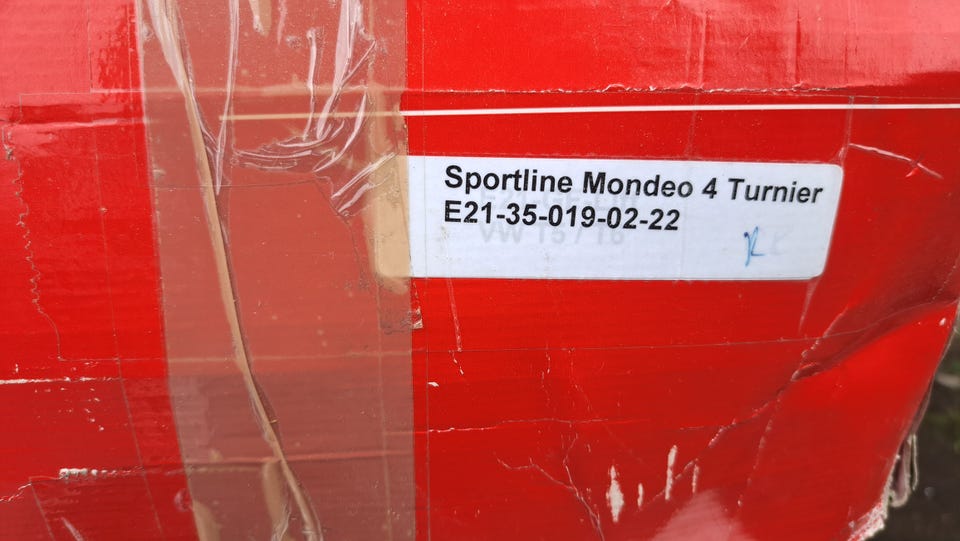 Sportline Mondeo 4 Turnier
E21-35-019-02-22